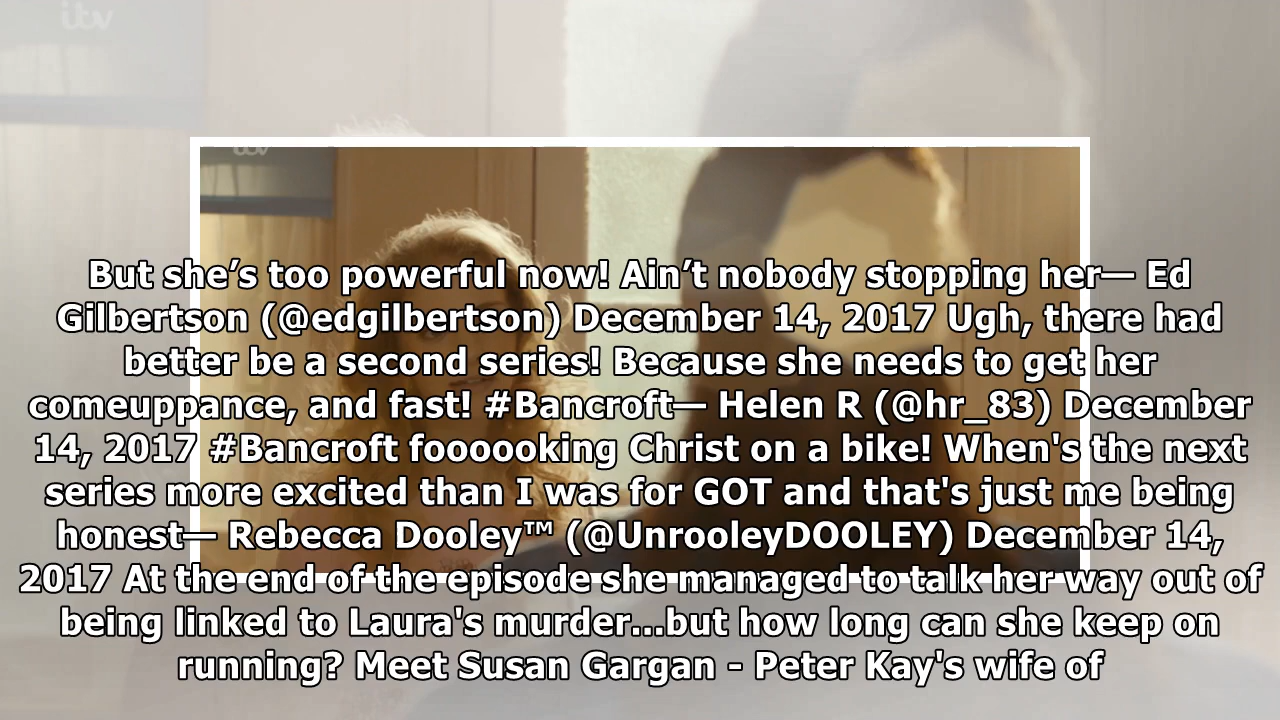 itv
itv
But she’s too powerful now! Ain’t nobody stopping her— Ed
Gilbertson (@edgilbertson) December 14, 2017 Ugh, there had
better be a second series! Because she needs to get her
comeuppance, and fast! #Bancroft— Helen R (@hr_83) December
14, 2017 #Bancroft foooooking Christ on a bike! When's the next
series more excited than I was for GOT and that's just me being
honest— Rebecca Dooley™ (@UnrooleyDOOLEY) December 14,
2017 At the end of the episode she managed to talk her way out of
being linked to Laura's murder...but how long can she keep on
running? Meet Susan Gargan - Peter Kay's wife of